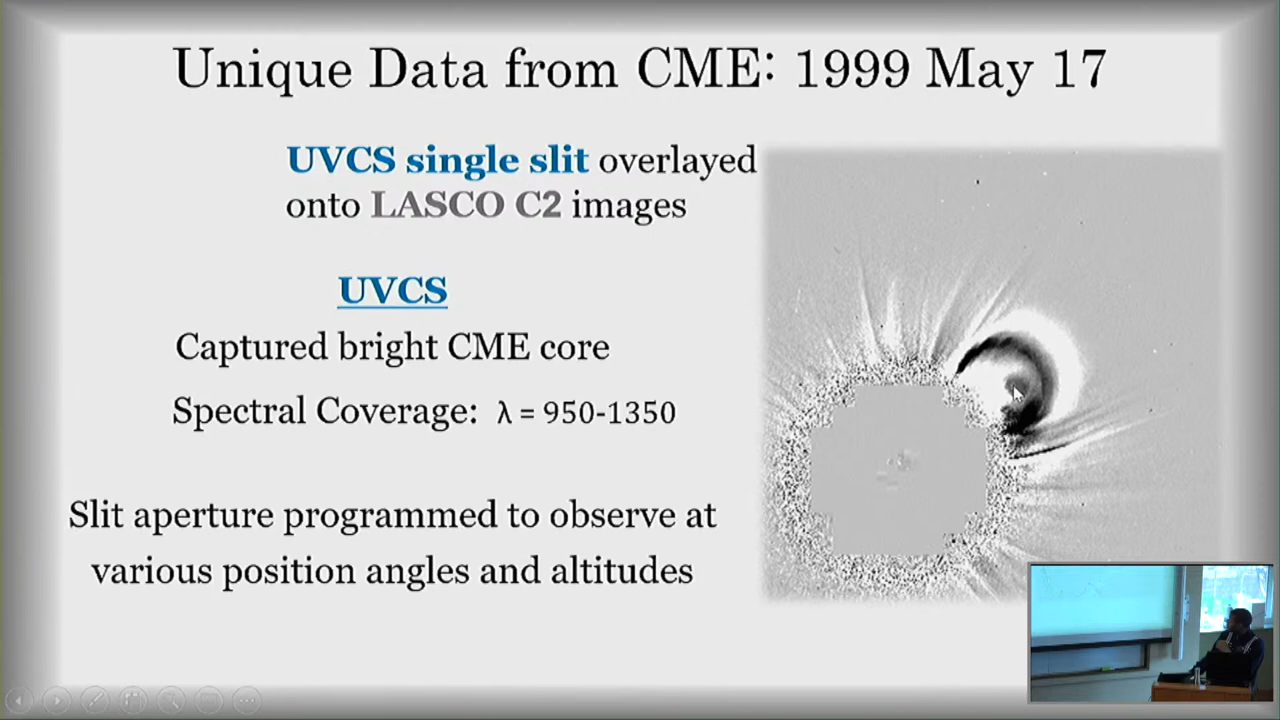 Unique Data from CME: 1999 May 17
UVCS single slit overlayed
onto LASCO C2 images
UVCS
Captured bright CME core
Spectral Coverage: λ = 950-1350
Slit aperture programmed to observe at
various position angles and altitudes